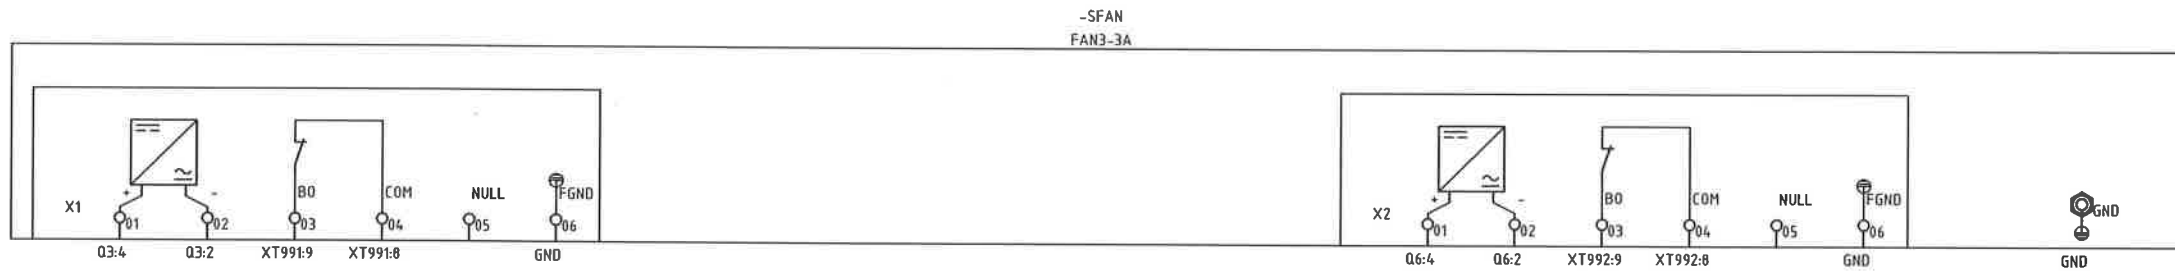 -SFAN
FAN3-3A
+ -
BO COM NULL FGND
X1
01 02 03 04 05 06
Q3:4 Q3:2 XT991:9 XT991:8 GND
+ -
BO COM NULL FGND
X2
01 02 03 04 05 06
Q6:4 Q6:2 XT992:9 XT992:8 GND
GND
GND